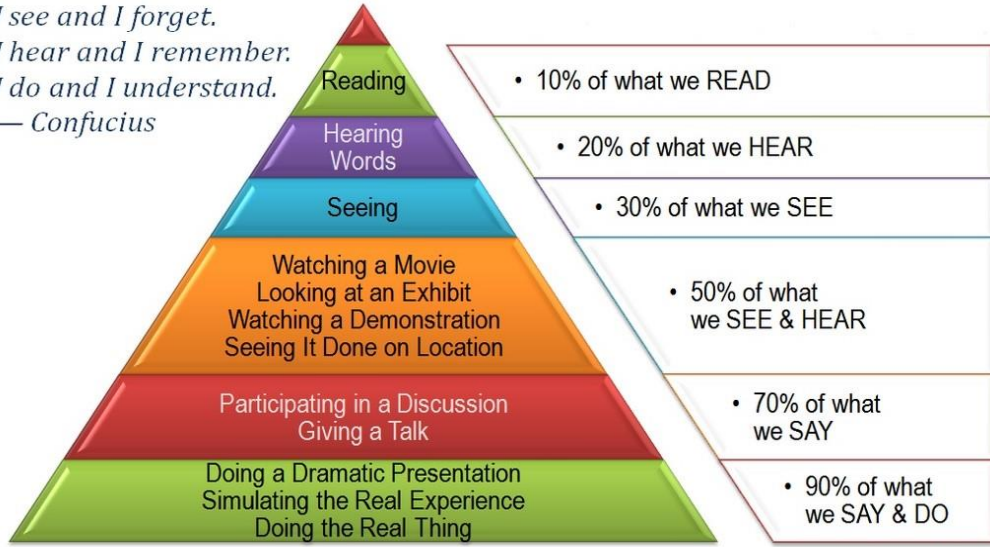 I see and I forget.
I hear and I remember.
I do and I understand.
— Confucius
Reading
• 10% of what we READ
Hearing
Words
• 20% of what we HEAR
Seeing
• 30% of what we SEE
Watching a Movie
Looking at an Exhibit
Watching a Demonstration
Seeing It Done on Location
• 50% of what
we SEE & HEAR
Participating in a Discussion
Giving a Talk
• 70% of what
we SAY
Doing a Dramatic Presentation
Simulating the Real Experience
Doing the Real Thing
• 90% of what
we SAY & DO